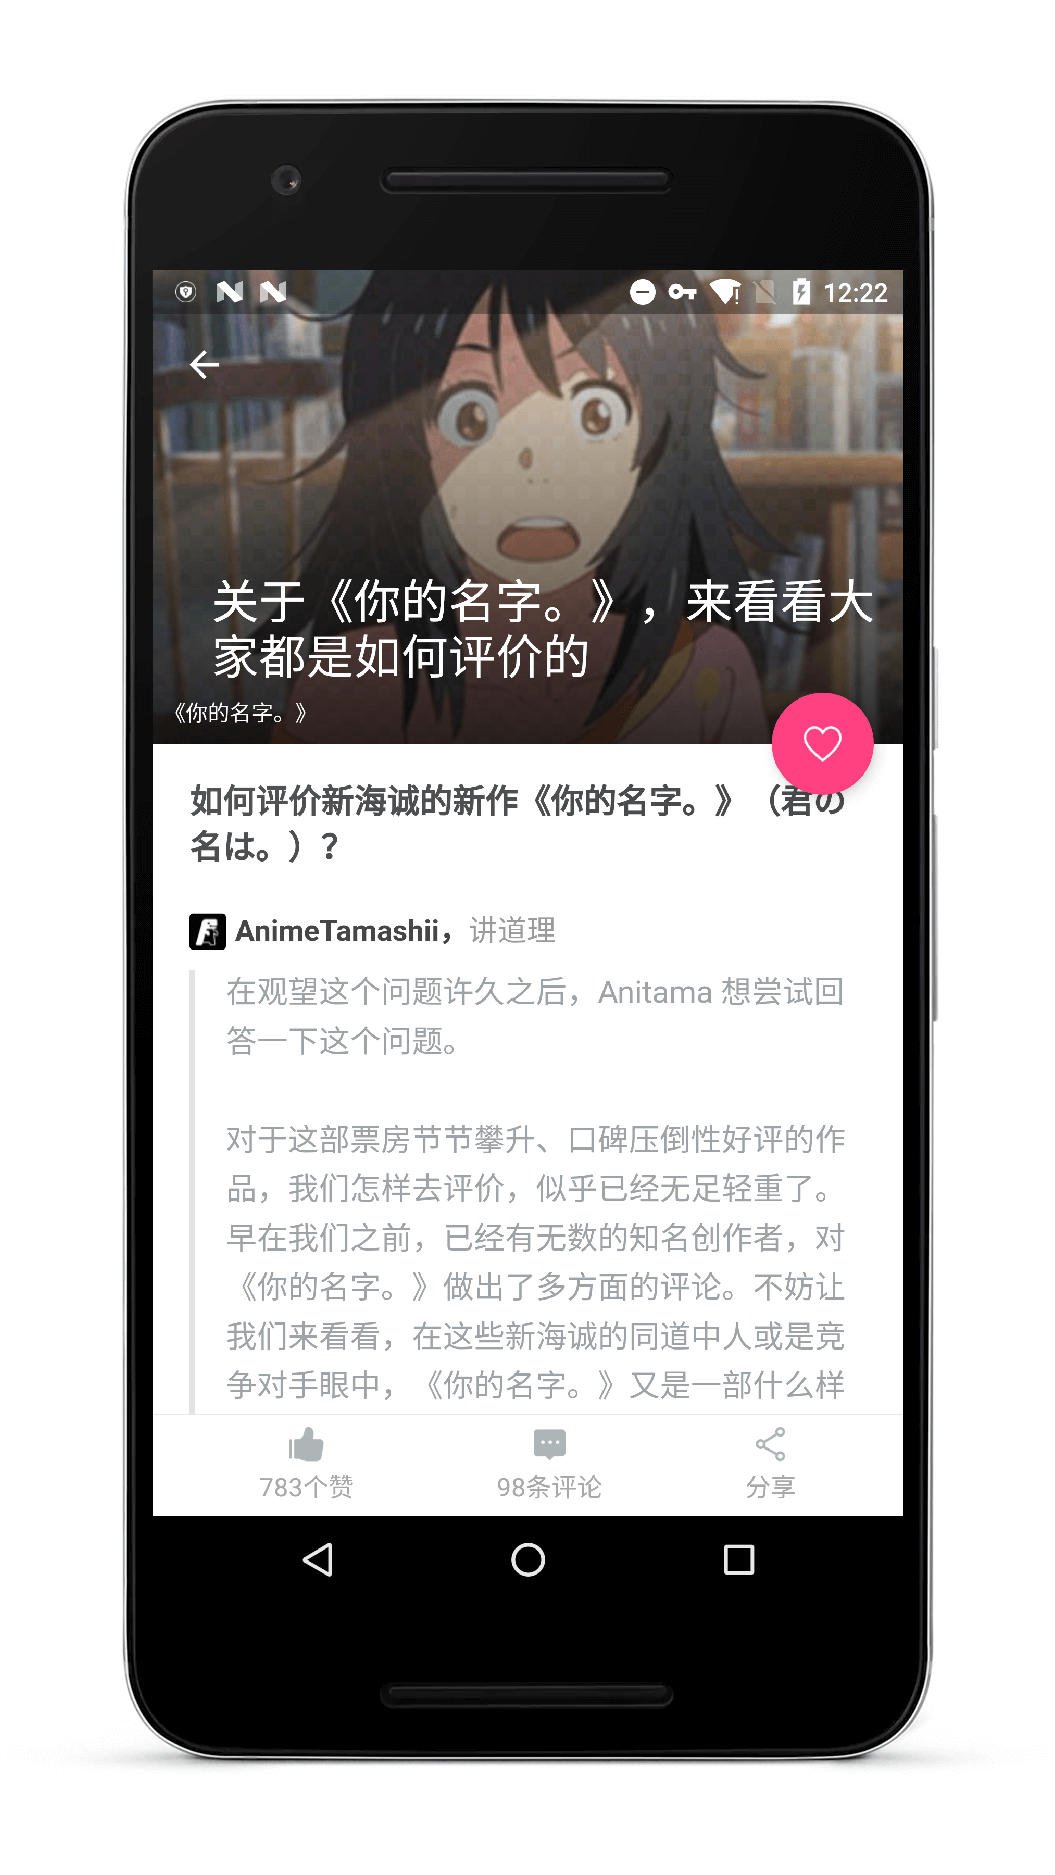 12:22
关于《你的名字。》，来看看大
家都是如何评价的
《你的名字。》
如何评价新海诚的新作《你的名字。》（君の
名は。）？
AnimeTamashii，讲道理
在观望这个问题许久之后，Anitama 想尝试回
答一下这个问题。
对于这部票房节节攀升、口碑压倒性好评的作
品，我们怎样去评价，似乎已经无足轻重了。
早在我们之前，已经有无数的知名创作者，对
《你的名字。》做出了多方面的评论。不妨让
我们来看看，在这些新海诚的同道中人或是竞
争对手眼中，《你的名字。》又是一部什么样
783个赞
98条评论
分享